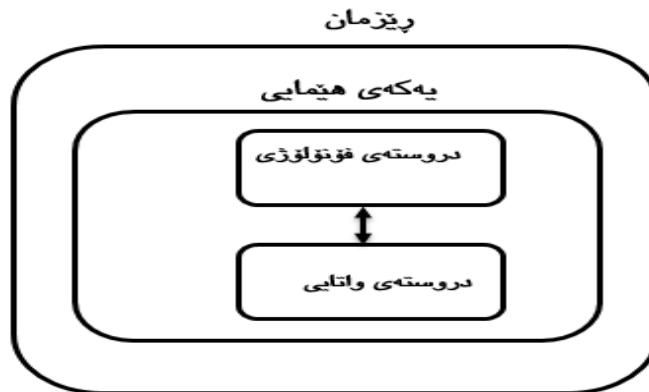 ڕێزمان
یەکەی هێمایی
دروستەی فۆنۆلۆژی
دروستەی واتایی